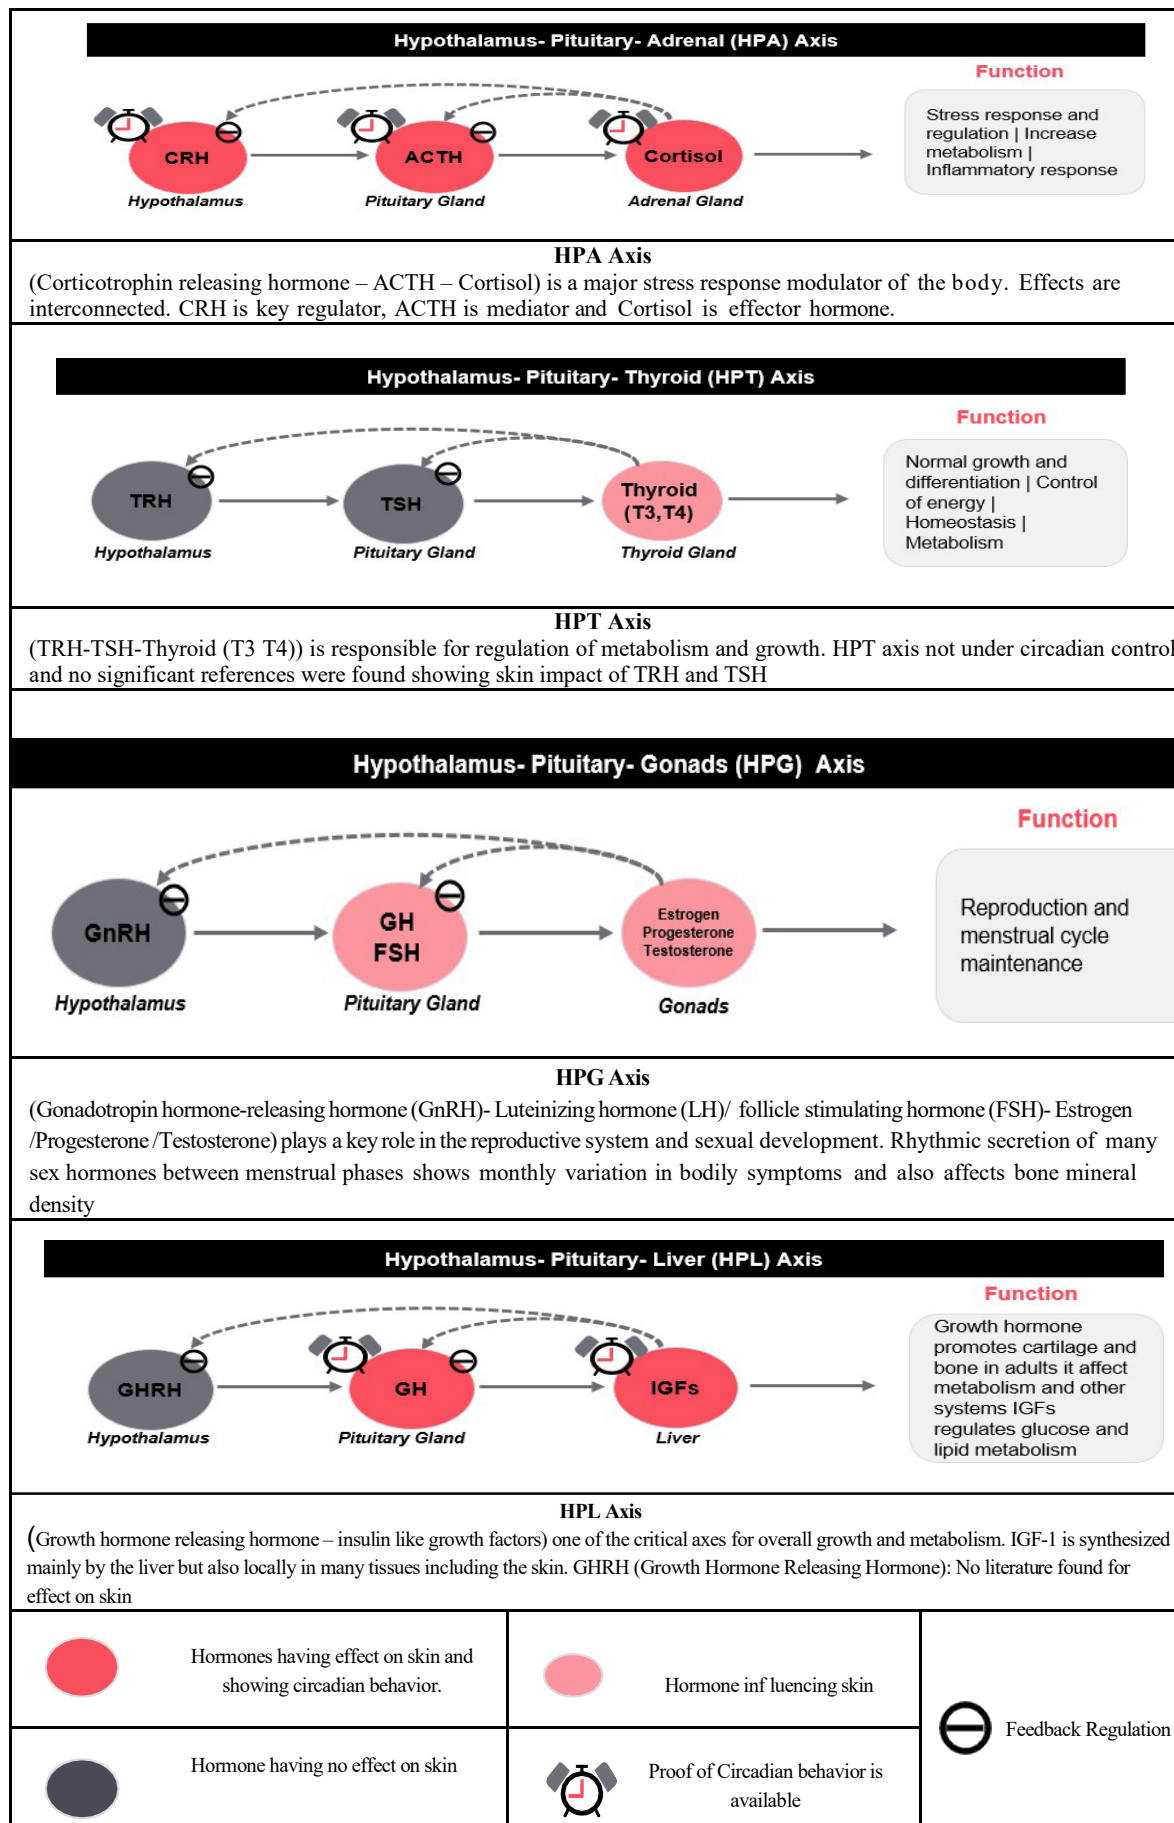 Hypothalamus- Pituitary- Adrenal (HPA) Axis
Function
CRH
ACTH
Cortisol
Hypothalamus
Pituitary Gland
Adrenal Gland
Stress response and
regulation | Increase
metabolism |
Inflammatory response
HPA Axis
(Corticotrophin releasing hormone – ACTH – Cortisol) is a major stress response modulator of the body. Effects are
interconnected. CRH is key regulator, ACTH is mediator and Cortisol is effector hormone.
Hypothalamus- Pituitary- Thyroid (HPT) Axis
Function
TRH
TSH
Thyroid
(T3,T4)
Hypothalamus
Pituitary Gland
Thyroid Gland
Normal growth and
differentiation | Control
of energy |
Homeostasis |
Metabolism
HPT Axis
(TRH-TSH-Thyroid (T3 T4)) is responsible for regulation of metabolism and growth. HPT axis not under circadian control
and no significant references were found showing skin impact of TRH and TSH
Hypothalamus- Pituitary- Gonads (HPG) Axis
Function
GnRH
GH
FSH
Estrogen
Progesterone
Testosterone
Hypothalamus
Pituitary Gland
Gonads
Reproduction and
menstrual cycle
maintenance
HPG Axis
(Gonadotropin hormone-releasing hormone (GnRH)- Luteinizing hormone (LH)/ follicle stimulating hormone (FSH)- Estrogen
/Progesterone /Testosterone) plays a key role in the reproductive system and sexual development. Rhythmic secretion of many
sex hormones between menstrual phases shows monthly variation in bodily symptoms and also affects bone mineral
density
Hypothalamus- Pituitary- Liver (HPL) Axis
Function
GHRH
GH
IGFs
Hypothalamus
Pituitary Gland
Liver
Growth hormone
promotes cartilage and
bone in adults it affect
metabolism and other
systems IGFs
regulates glucose and
lipid metabolism
HPL Axis
(Growth hormone releasing hormone – insulin like growth factors) one of the critical axes for overall growth and metabolism. IGF-1 is synthesized
mainly by the liver but also locally in many tissues including the skin. GHRH (Growth Hormone Releasing Hormone): No literature found for
effect on skin
Hormones having effect on skin and
showing circadian behavior.
Hormone inf luencing skin
Feedback Regulation
Hormone having no effect on skin
Proof of Circadian behavior is
available